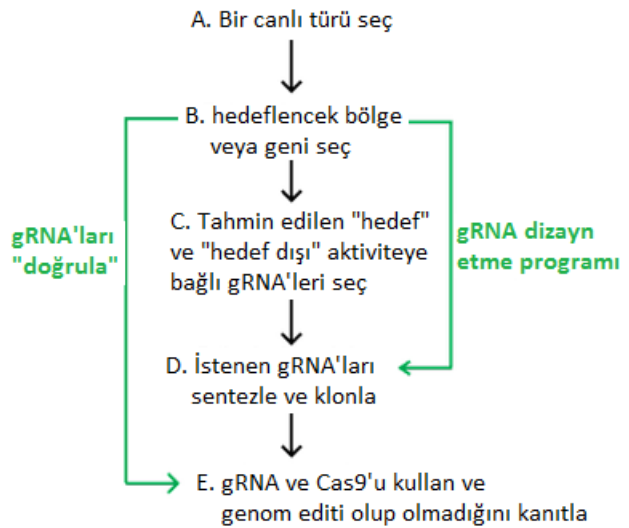 A. Bir canlı türü seç
B. hedeflencek bölge
veya geni seç
gRNA'ları
"doğrula"
C. Tahmin edilen "hedef"
ve "hedef dışı" aktiviteye
bağlı gRNA'leri seç
gRNA dizayn
etme programı
D. İstenen gRNA'ları
sentezle ve klonla
E. gRNA ve Cas9'u kullan ve
genom editi olup olmadığını kanıtla